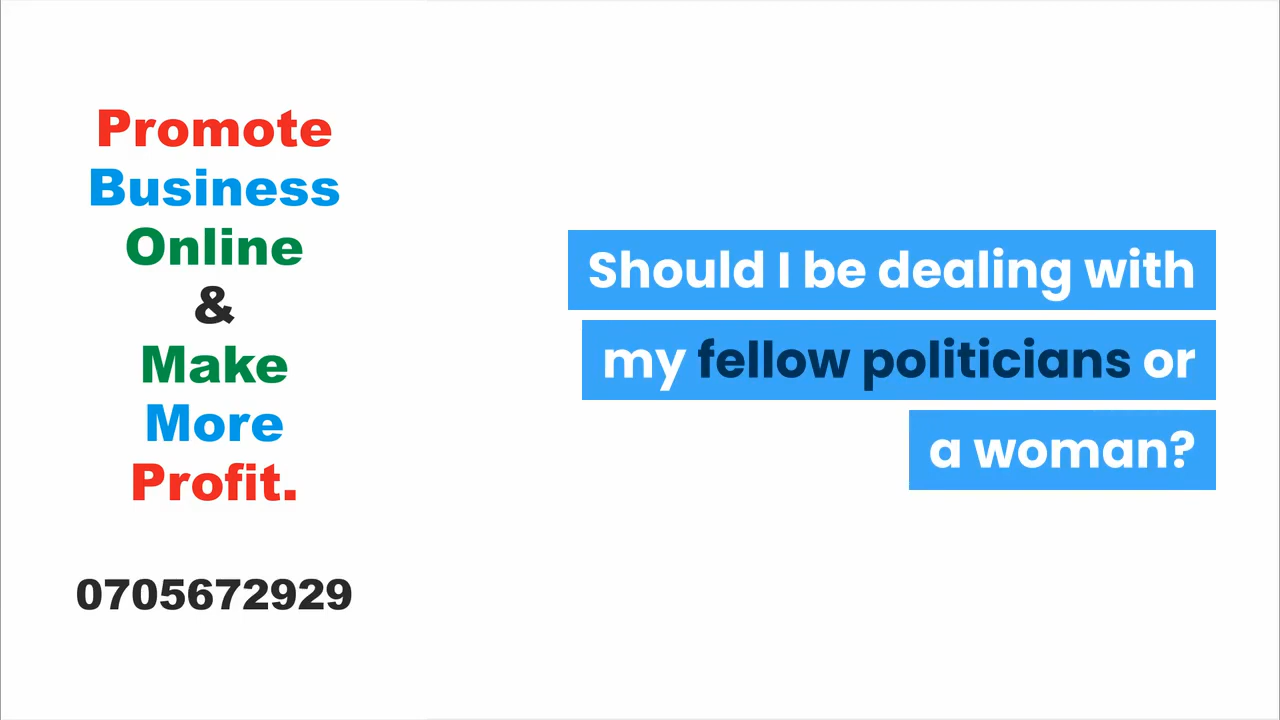 Promote
Business
Online
&
Make
More
Profit.
0705672929
Should I be dealing with
my fellow politicians or
a woman?